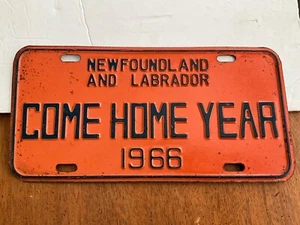 NEWFOUNDLAND
AND LABRADOR
COME HOME YEAR
1966